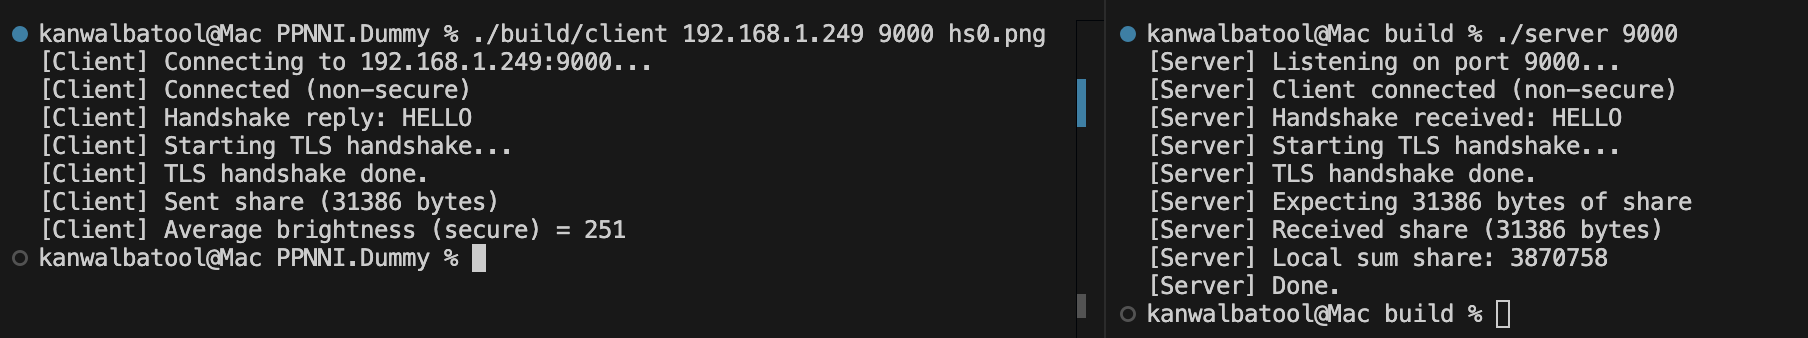 kanwalbatool@Mac PPNNI.Dummy % ./build/client 192.168.1.249 9000 hs0.png
[Client] Connecting to 192.168.1.249:9000...
[Client] Connected (non-secure)
[Client] Handshake reply: HELLO
[Client] Starting TLS handshake...
[Client] TLS handshake done.
[Client] Sent share (31386 bytes)
[Client] Average brightness (secure) = 251
kanwalbatool@Mac PPNNI.Dummy %
kanwalbatool@Mac build % ./server 9000
[Server] Listening on port 9000...
[Server] Client connected (non-secure)
[Server] Handshake received: HELLO
[Server] Starting TLS handshake...
[Server] TLS handshake done.
[Server] Expecting 31386 bytes of share
[Server] Received share (31386 bytes)
[Server] Local sum share: 3870758
[Server] Done.
kanwalbatool@Mac build %